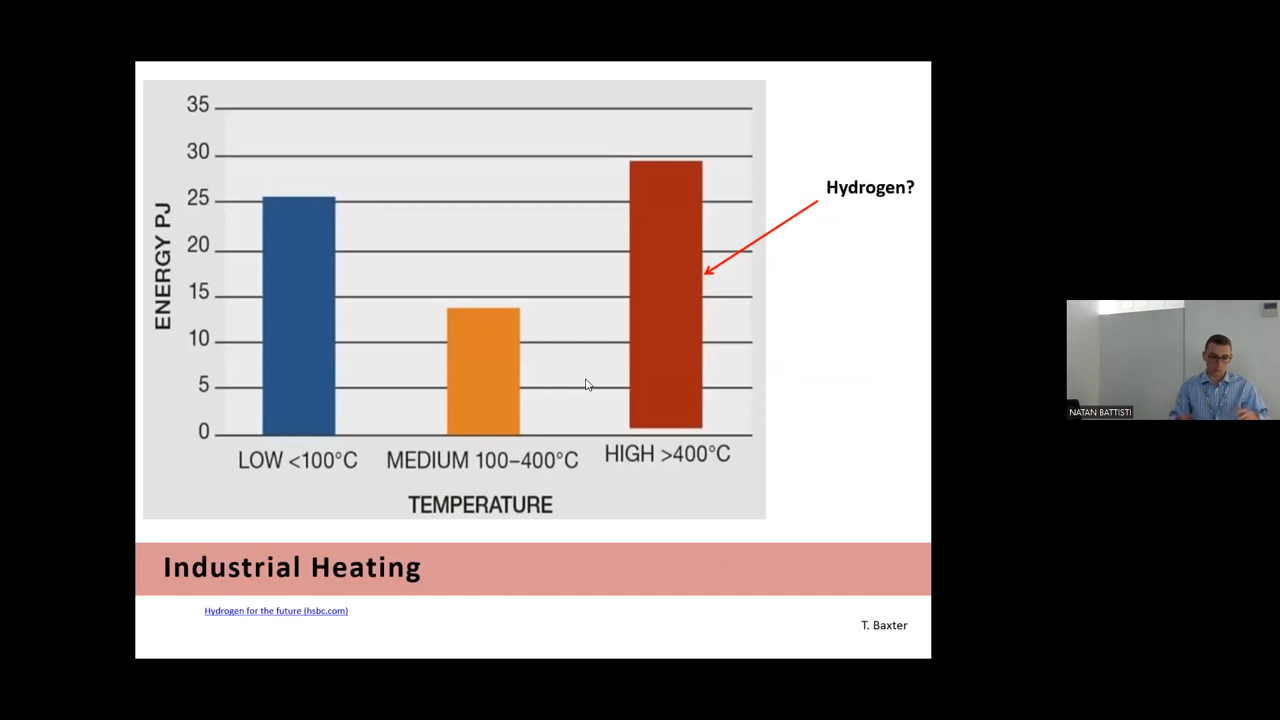 35
30
25
20
15
10
5
0
ENERGY PJ
LOW <100°C
MEDIUM 100–400°C
HIGH >400°C
TEMPERATURE
Hydrogen?
Industrial Heating
Hydrogen for the future (hsbc.com)
T. Baxter
NATAN BATTISTI